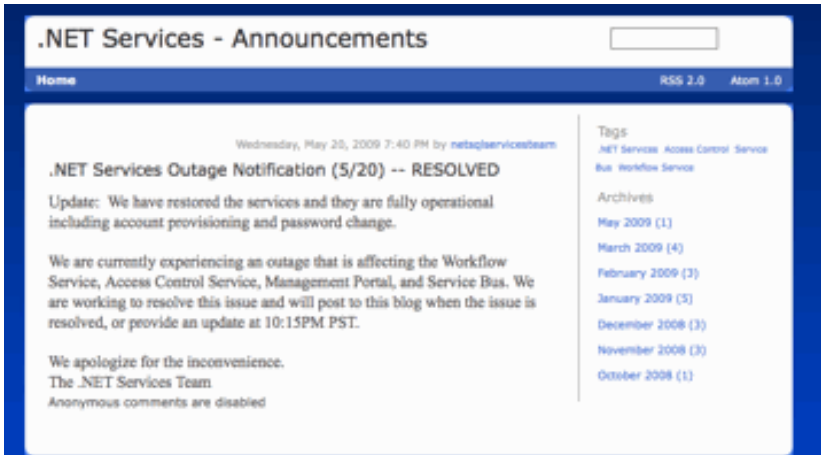 .NET Services - Announcements
Home
RSS 2.0 Atom 1.0
Wednesday, May 20, 2009 7:40 PM by netsqlservicesteam
.NET Services Outage Notification (5/20) -- RESOLVED
Update: We have restored the services and they are fully operational
including account provisioning and password change.
We are currently experiencing an outage that is affecting the Workflow
Service, Access Control Service, Management Portal, and Service Bus. We
are working to resolve this issue and will post to this blog when the issue is
resolved, or provide an update at 10:15PM PST.
We apologize for the inconvenience.
The .NET Services Team
Anonymous comments are disabled
Tags
.NET Services Access Control Service
Bus Workflow Service
Archives
May 2009 (1)
March 2009 (4)
February 2009 (3)
January 2009 (5)
December 2008 (3)
November 2008 (3)
October 2008 (1)